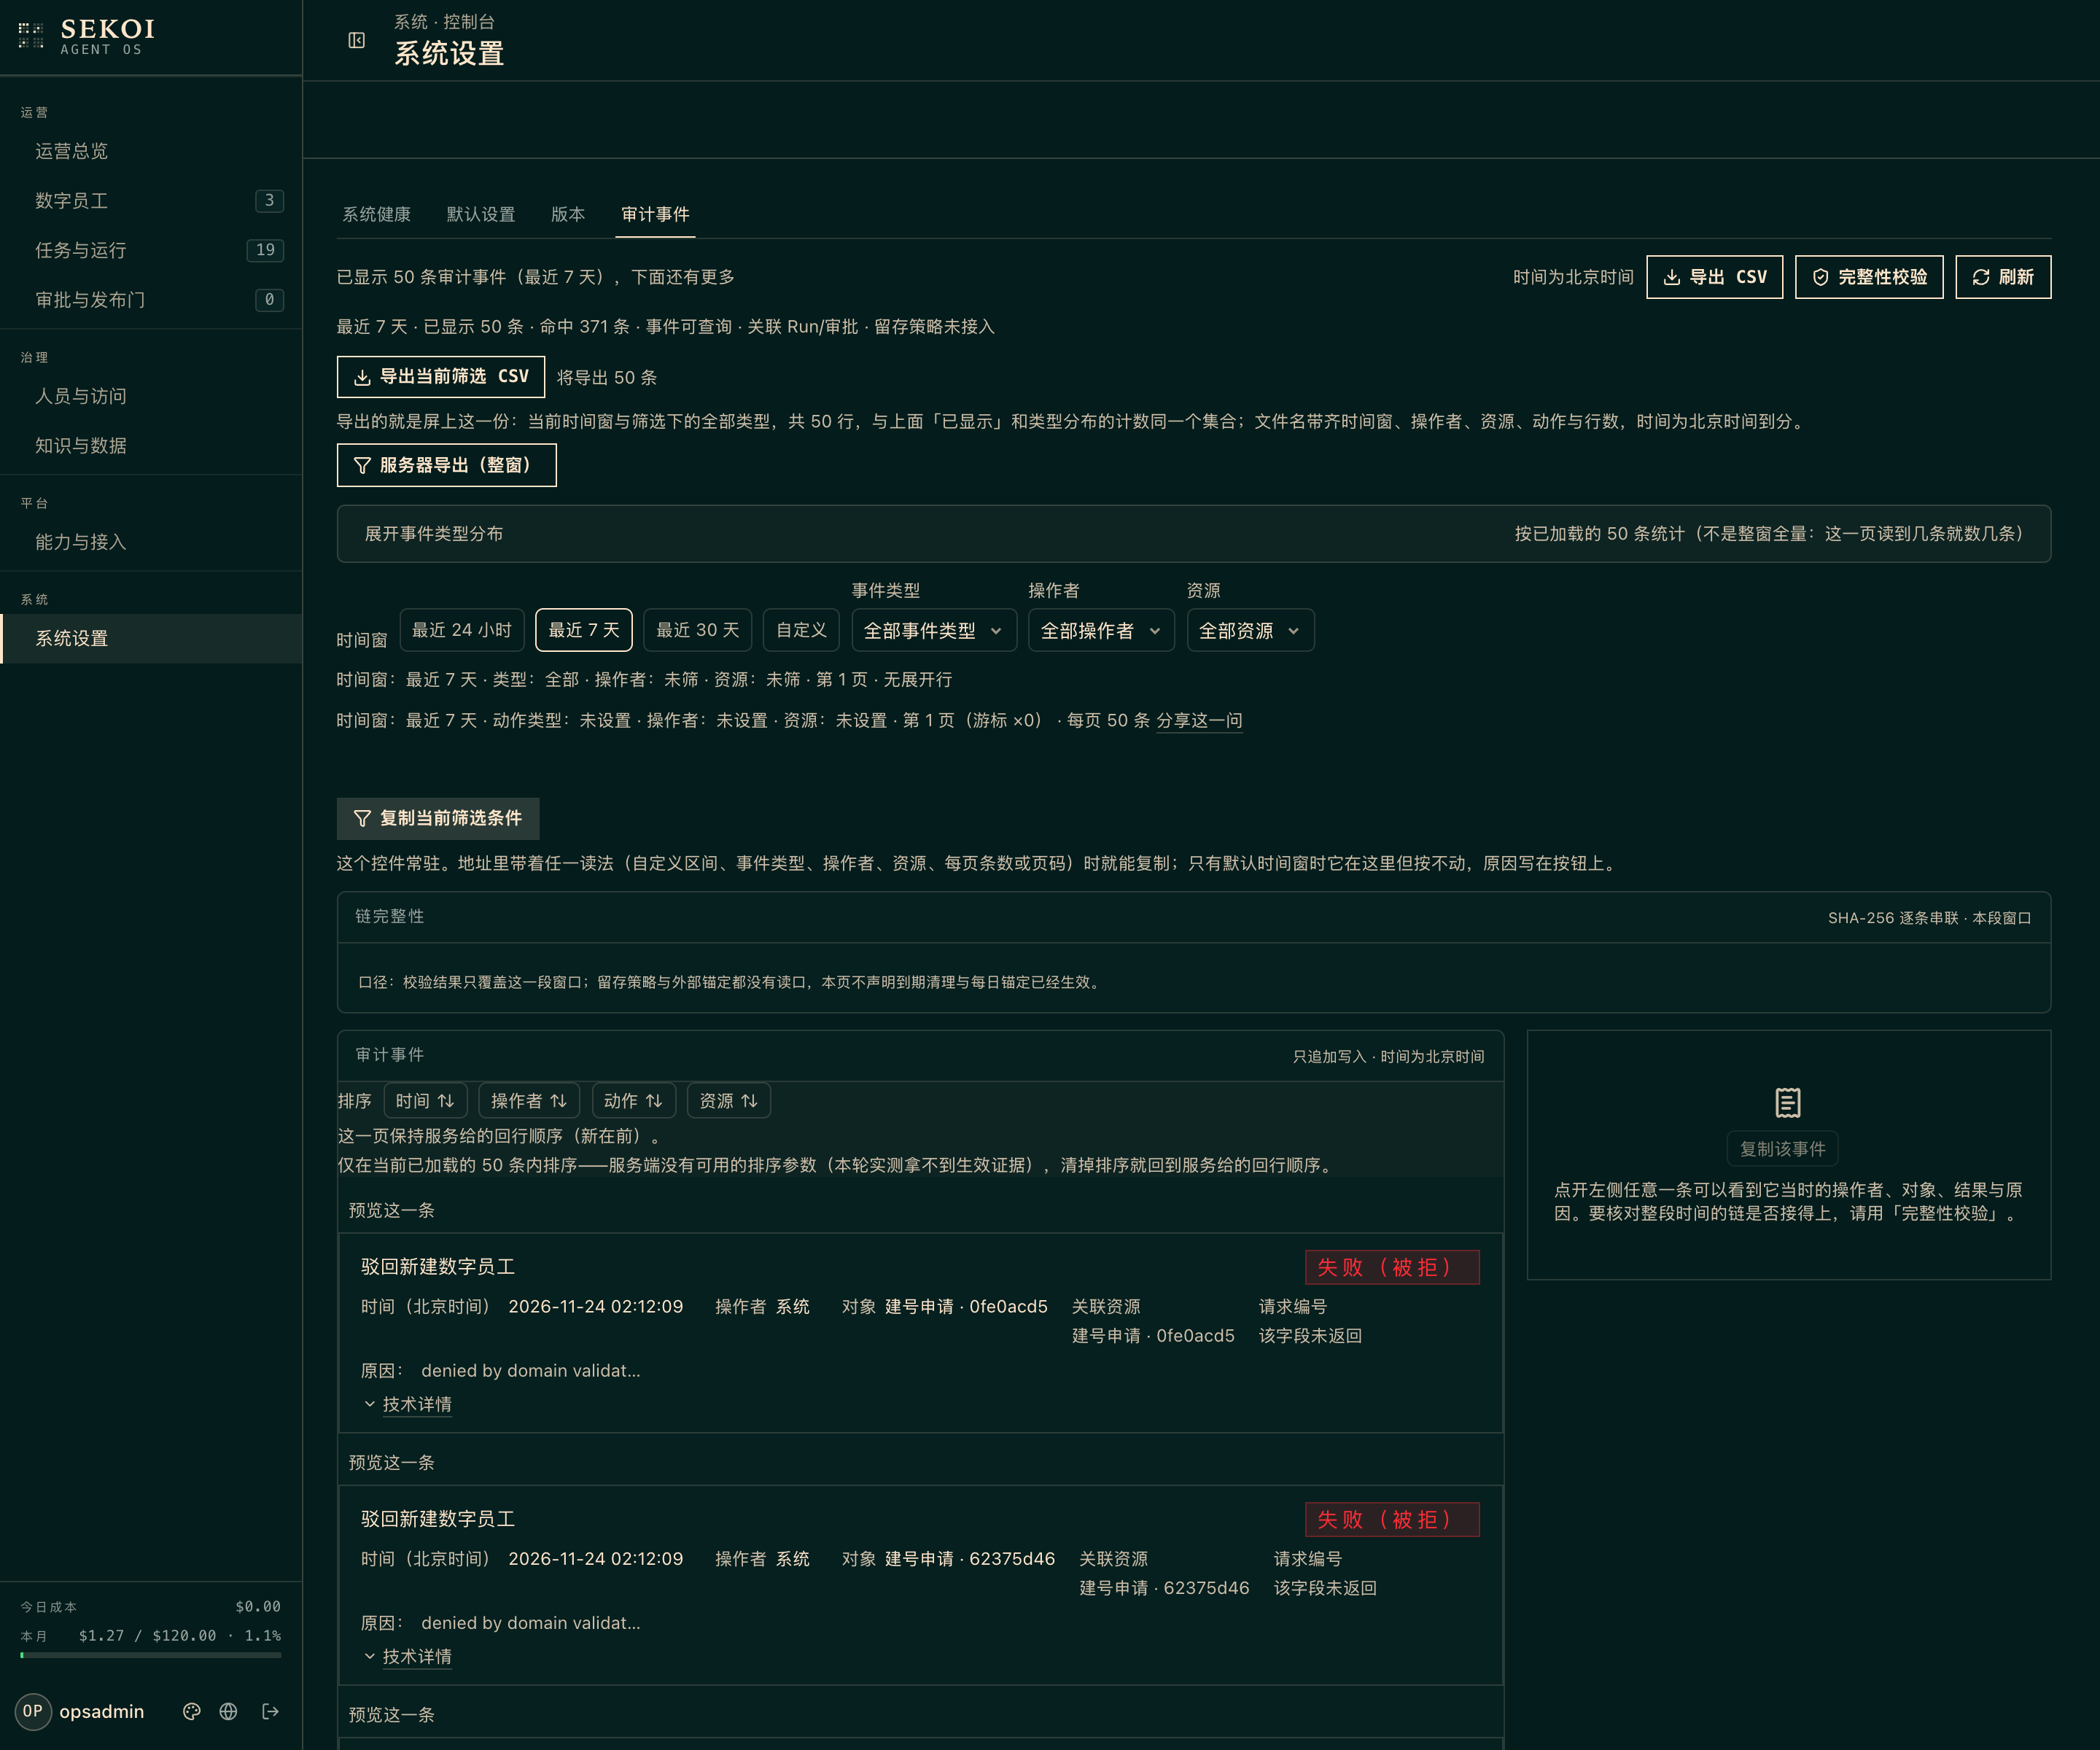 SEKOI
AGENT OS
运营
运营总览
数字员工 3
任务与运行 19
审批与发布门 0
治理
人员与访问
知识与数据
平台
能力与接入
系统
系统设置
今日成本 $0.00
本月 $1.27 / $120.00 · 1.1%
OP opsadmin
系统 · 控制台
系统设置
系统健康 默认设置 版本 审计事件
已显示 50 条审计事件（最近 7 天），下面还有更多 时间为北京时间 导出 CSV 完整性校验 刷新
最近 7 天 · 已显示 50 条 · 命中 371 条 · 事件可查询 · 关联 Run/审批 · 留存策略未接入
导出当前筛选 CSV 将导出 50 条
导出的就是屏上这一份：当前时间窗与筛选下的全部类型，共 50 行，与上面「已显示」和类型分布的计数同一个集合；文件名带齐时间窗、操作者、资源、动作与行数，时间为北京时间到分。
服务器导出（整窗）
展开事件类型分布 按已加载的 50 条统计（不是整窗全量：这一页读到几条就数几条）
事件类型 操作者 资源
时间窗 最近 24 小时 最近 7 天 最近 30 天 自定义 全部事件类型 全部操作者 全部资源
时间窗：最近 7 天 · 类型：全部 · 操作者：未筛 · 资源：未筛 · 第 1 页 · 无展开行
时间窗：最近 7 天 · 动作类型：未设置 · 操作者：未设置 · 资源：未设置 · 第 1 页（游标 ×0） · 每页 50 条 分享这一问
复制当前筛选条件
这个控件常驻。地址里带着任一读法（自定义区间、事件类型、操作者、资源、每页条数或页码）时就能复制；只有默认时间窗时它在这里但按不动，原因写在按钮上。
链完整性 SHA-256 逐条串联 · 本段窗口
口径：校验结果只覆盖这一段窗口；留存策略与外部锚定都没有读口，本页不声明到期清理与每日锚定已经生效。
审计事件 只追加写入 · 时间为北京时间
排序 时间 操作者 动作 资源
这一页保持服务给的回行顺序（新在前）。
仅在当前已加载的 50 条内排序——服务端没有可用的排序参数（本轮实测拿不到生效证据），清掉排序就回到服务给的回行顺序。
预览这一条
驳回新建数字员工 失败（被拒）
时间（北京时间） 2026-11-24 02:12:09 操作者 系统 对象 建号申请 · 0fe0acd5 关联资源 请求编号
建号申请 · 0fe0acd5 该字段未返回
原因： denied by domain validat...
技术详情
预览这一条
驳回新建数字员工 失败（被拒）
时间（北京时间） 2026-11-24 02:12:09 操作者 系统 对象 建号申请 · 62375d46 关联资源 请求编号
建号申请 · 62375d46 该字段未返回
原因： denied by domain validat...
技术详情
预览这一条
复制该事件
点开左侧任意一条可以看到它当时的操作者、对象、结果与原
因。要核对整段时间的链是否接得上，请用「完整性校验」。